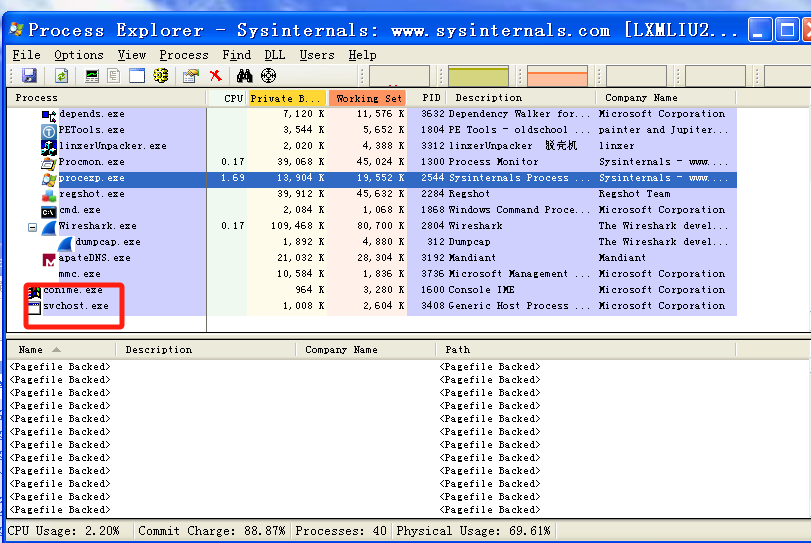 Process Explorer - Sysinternals: www.sysinternals.com [LXMLIU2...
File Options View Process Find DLL Users Help
Process CPU Private B... Working Set PID Description Company Name
depends.exe 7,120 K 11,576 K 3632 Dependency Walker for... Microsoft Corporation
PETools.exe 3,544 K 5,652 K 1804 PE Tools - oldschool ... painter and Jupiter...
linxerUnpacker.exe 2,020 K 4,388 K 3312 linxerUnpacker 脱壳机 linxer
Procmon.exe 0.17 39,068 K 45,024 K 1300 Process Monitor Sysinternals - www....
procexp.exe 1.69 13,904 K 19,552 K 2544 Sysinternals Process ... Sysinternals - www....
regshot.exe 39,912 K 45,632 K 2284 Regshot Regshot Team
cmd.exe 2,084 K 1,068 K 1868 Windows Command Proce... Microsoft Corporation
Wireshark.exe 0.17 109,468 K 80,700 K 2804 Wireshark The Wireshark devel...
dumpcap.exe 1,892 K 4,880 K 312 Dumpcap The Wireshark devel...
apateDNS.exe 21,032 K 28,304 K 3192 Mandiant Mandiant
mmc.exe 10,584 K 1,836 K 3736 Microsoft Management ... Microsoft Corporation
conime.exe 964 K 3,280 K 1600 Console IME Microsoft Corporation
svchost.exe 1,008 K 2,604 K 3408 Generic Host Process ... Microsoft Corporation
Name Description Company Name Path
<Pagefile Backed> <Pagefile Backed>
<Pagefile Backed> <Pagefile Backed>
<Pagefile Backed> <Pagefile Backed>
<Pagefile Backed> <Pagefile Backed>
<Pagefile Backed> <Pagefile Backed>
<Pagefile Backed> <Pagefile Backed>
<Pagefile Backed> <Pagefile Backed>
<Pagefile Backed> <Pagefile Backed>
<Pagefile Backed> <Pagefile Backed>
<Pagefile Backed> <Pagefile Backed>
<Pagefile Backed> <Pagefile Backed>
<Pagefile Backed> <Pagefile Backed>
CPU Usage: 2.20% Commit Charge: 88.87% Processes: 40 Physical Usage: 69.61%